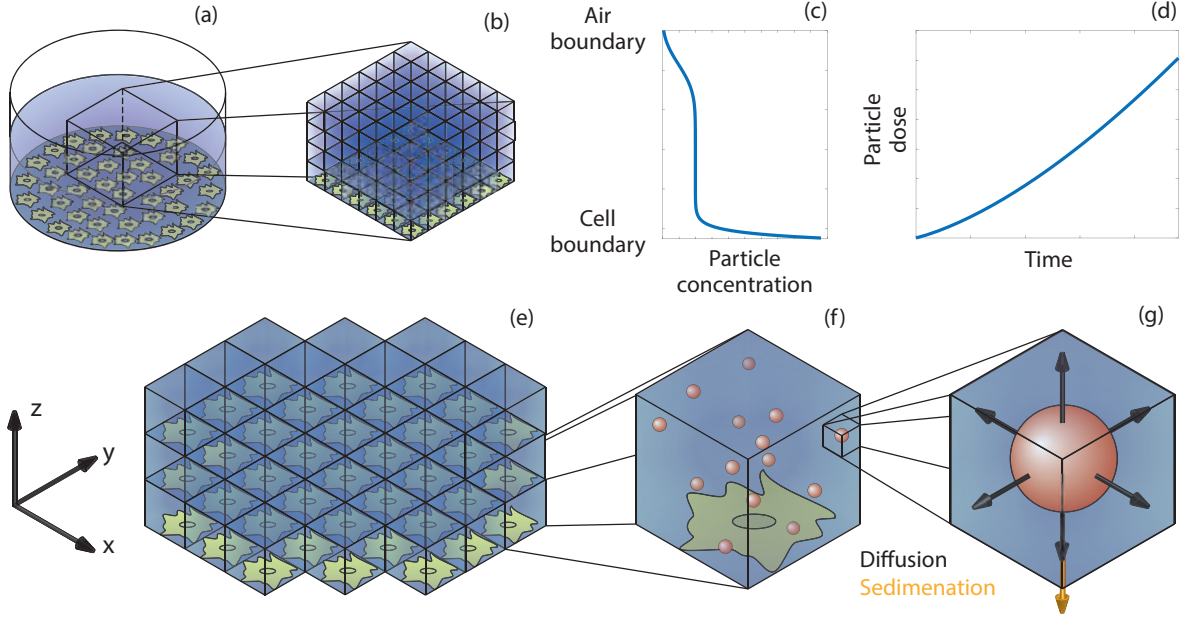 (a)
(b)
Air
boundary
Cell
boundary
(c)
Particle
concentration
(d)
Particle
dose
Time
(e)
(f)
(g)
z
y
x
Diffusion
Sedimenation